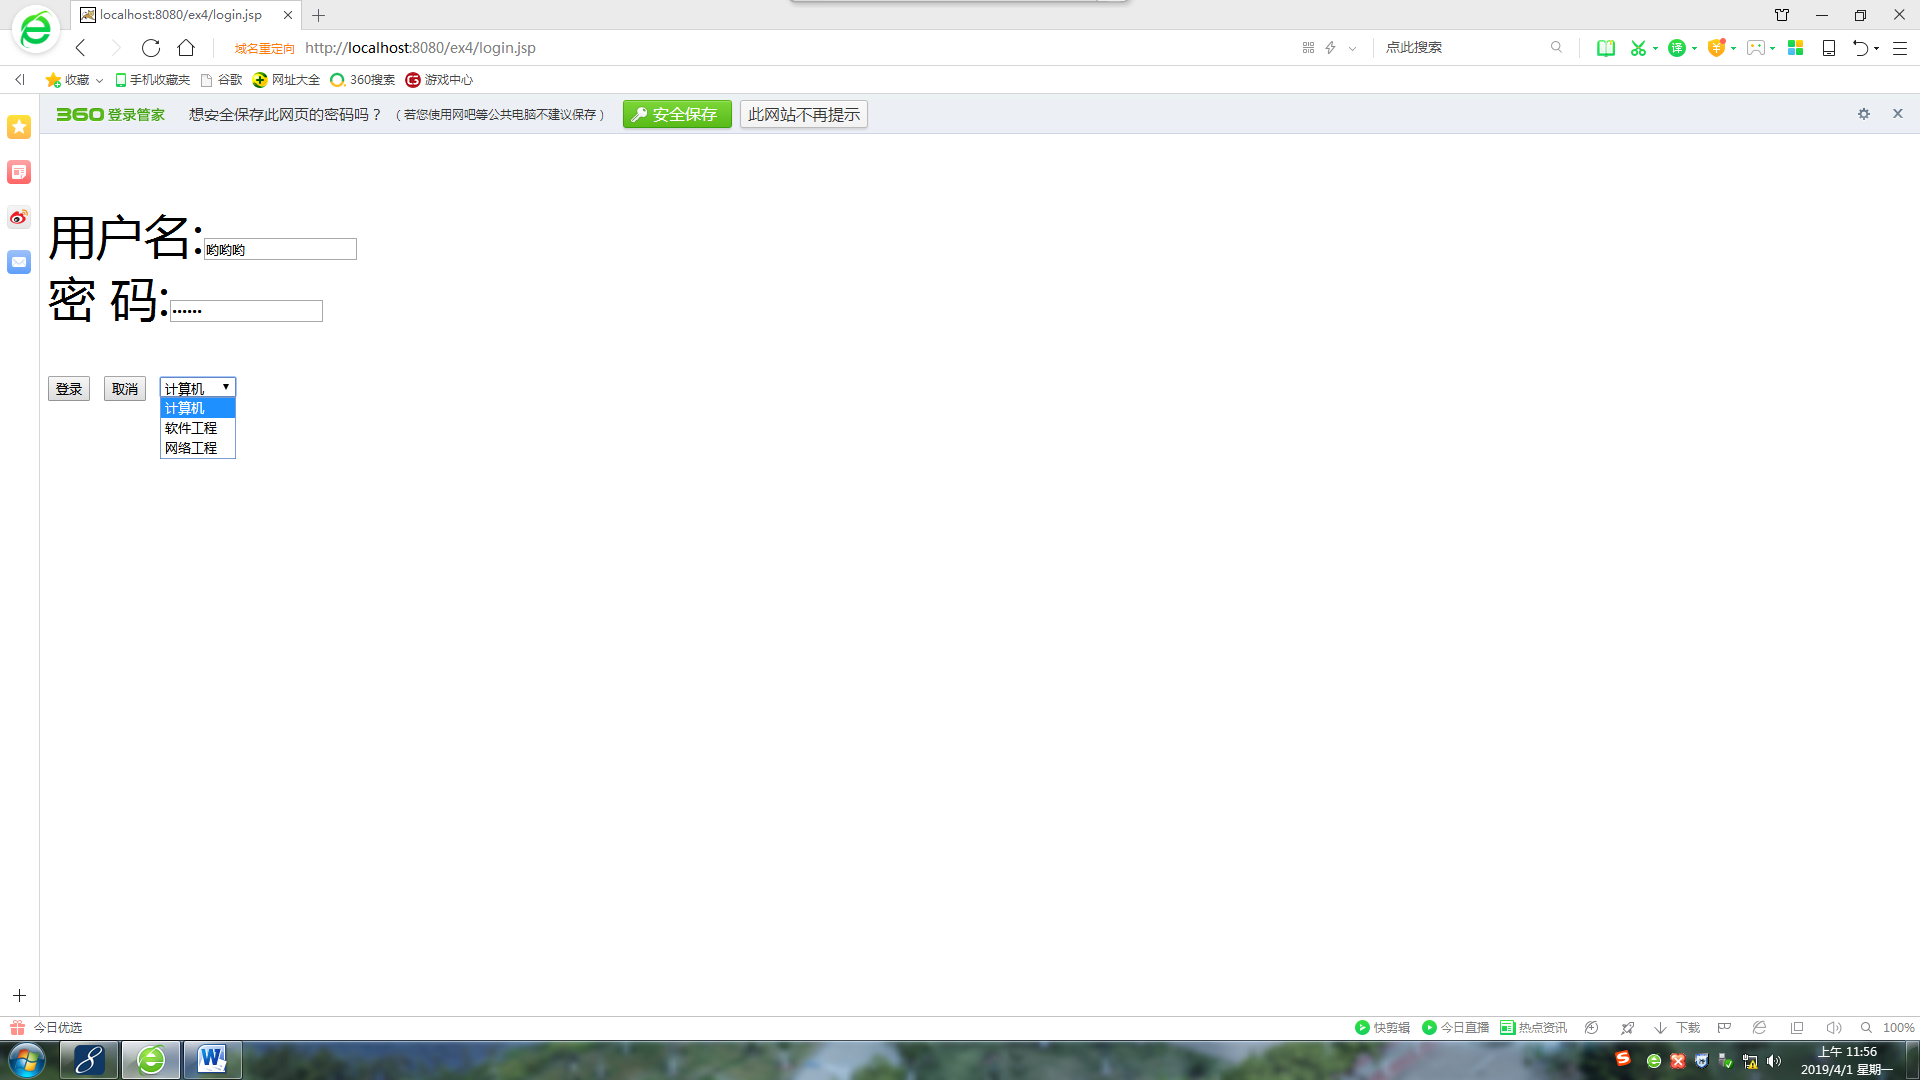 localhost:8080/ex4/login.jsp
域名重定向 http://localhost:8080/ex4/login.jsp 点此搜索 译
收藏 手机收藏夹 谷歌 网址大全 360搜索 游戏中心
360 登录管家 想安全保存此网页的密码吗？ （若您使用网吧等公共电脑不建议保存） 安全保存 此网站不再提示
用户名:哟哟哟
密 码:••••••
登录 取消 计算机
计算机
软件工程
网络工程
今日优选 快剪辑 今日直播 热点资讯 下载 100%
上午 11:56
2019/4/1 星期一